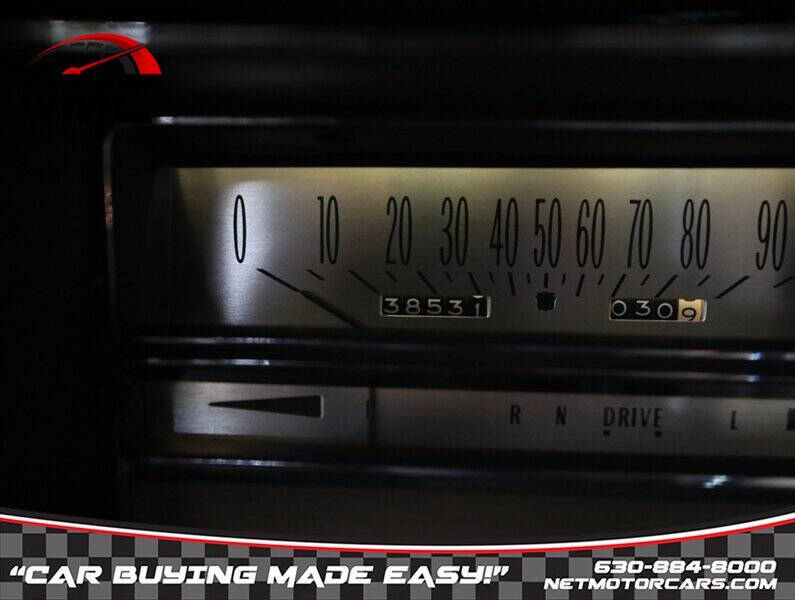 NMC
0 10 20 30 40 50 60 70 80 90
38531 0309
R N DRIVE L
"CAR BUYING MADE EASY!"
630-884-8000
NETMOTORCARS.COM